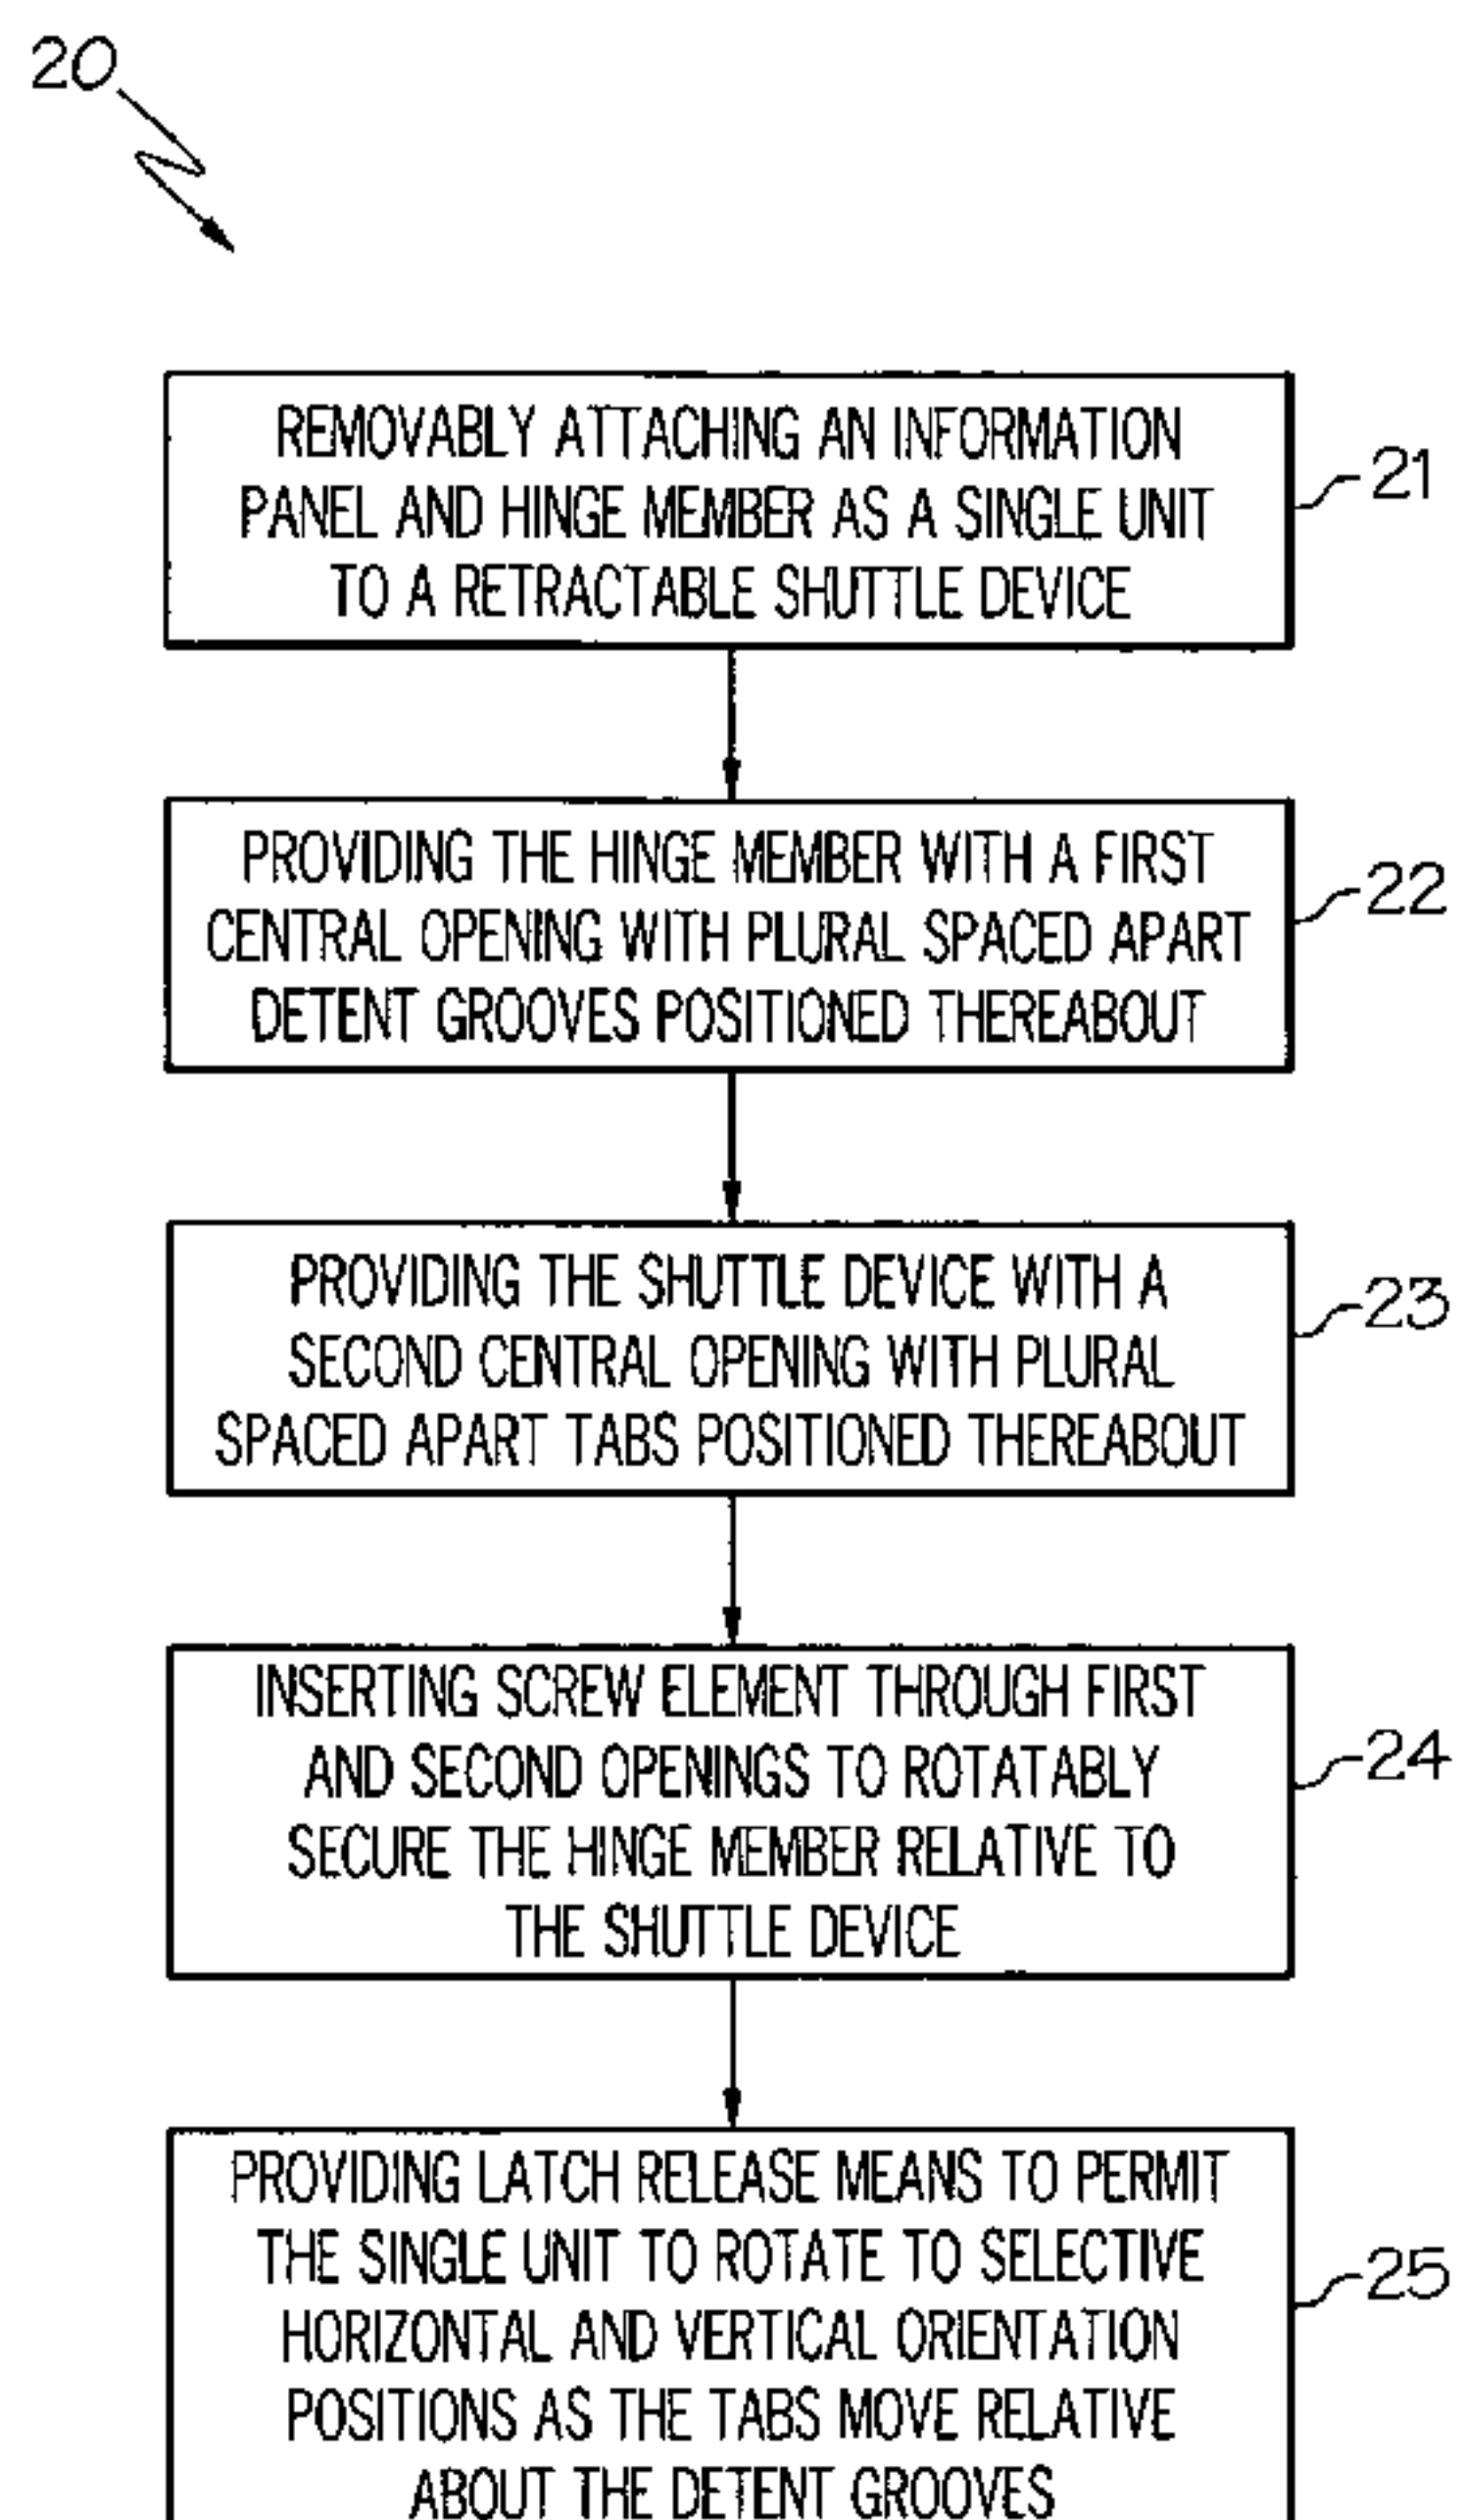 20
REMOVABLY ATTACHING AN INFORMATION
PANEL AND HINGE MEMBER AS A SINGLE UNIT
TO A RETRACTABLE SHUTTLE DEVICE
21
PROVIDING THE HINGE MEMBER WITH A FIRST
CENTRAL OPENING WITH PLURAL SPACED APART
DETENT GROOVES POSITIONED THEREABOUT
22
PROVIDING THE SHUTTLE DEVICE WITH A
SECOND CENTRAL OPENING WITH PLURAL
SPACED APART TABS POSITIONED THEREABOUT
23
INSERTING SCREW ELEMENT THROUGH FIRST
AND SECOND OPENINGS TO ROTATABLY
SECURE THE HINGE MEMBER RELATIVE TO
THE SHUTTLE DEVICE
24
PROVIDING LATCH RELEASE MEANS TO PERMIT
THE SINGLE UNIT TO ROTATE TO SELECTIVE
HORIZONTAL AND VERTICAL ORIENTATION
POSITIONS AS THE TABS MOVE RELATIVE
ABOUT THE DETENT GROOVES
25